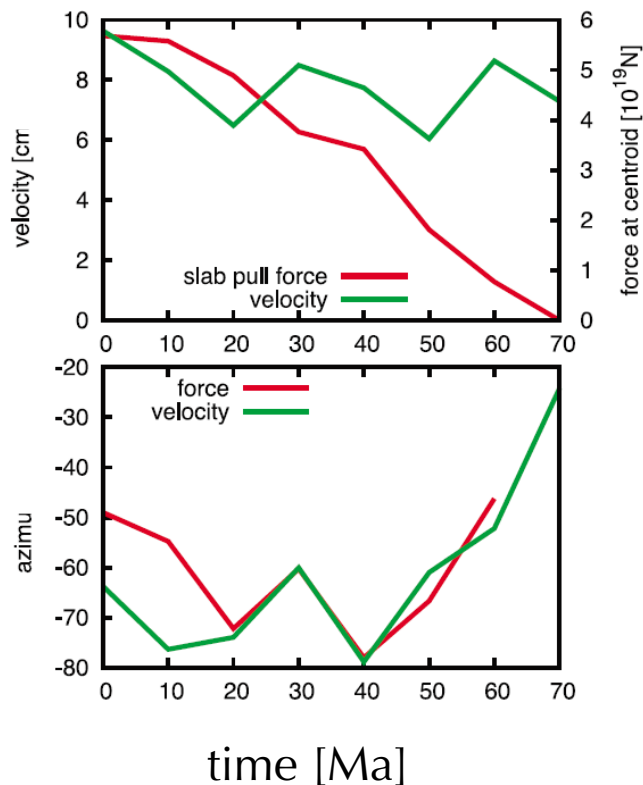 10
8
6
4
2
0
velocity [cm
6
5
4
3
2
1
0
force at centroid [10^19N]
slab pull force
velocity
0 10 20 30 40 50 60 70
-20
-30
-40
-50
-60
-70
-80
azimu
force
velocity
0 10 20 30 40 50 60 70
time [Ma]